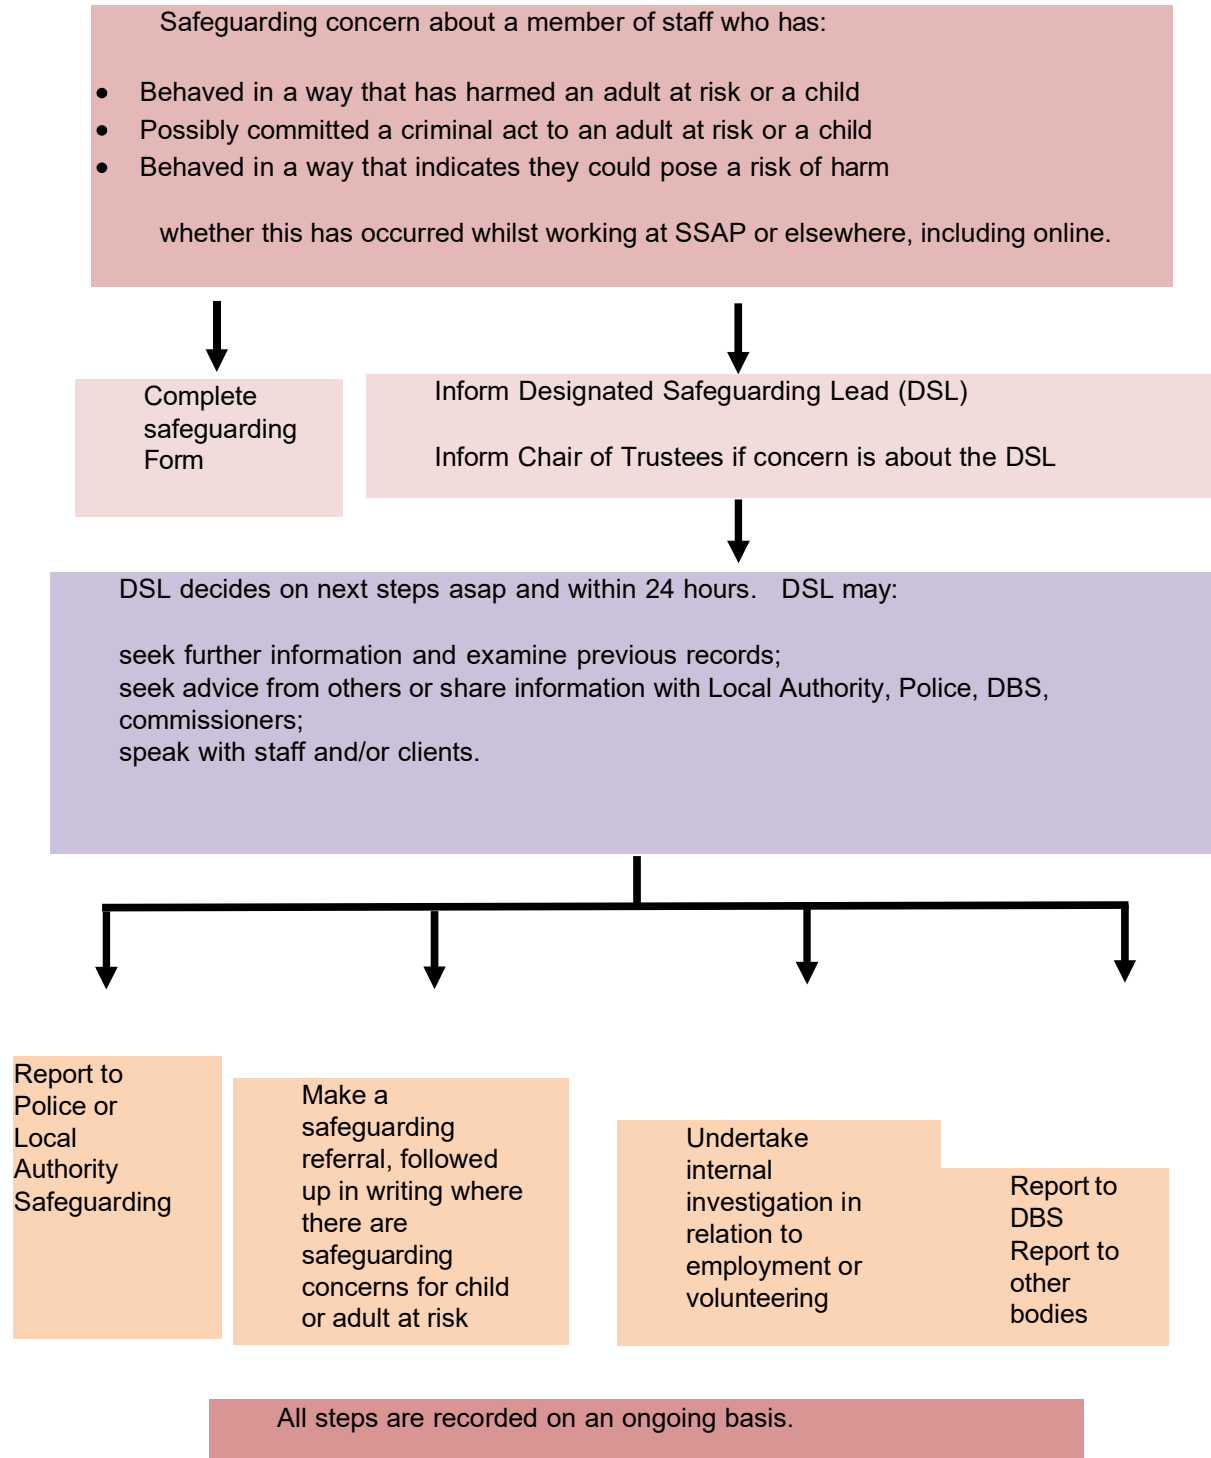 Safeguarding concern about a member of staff who has:
• Behaved in a way that has harmed an adult at risk or a child
• Possibly committed a criminal act to an adult at risk or a child
• Behaved in a way that indicates they could pose a risk of harm
whether this has occurred whilst working at SSAP or elsewhere, including online.
Complete
safeguarding
Form
Inform Designated Safeguarding Lead (DSL)
Inform Chair of Trustees if concern is about the DSL
DSL decides on next steps asap and within 24 hours. DSL may:
seek further information and examine previous records;
seek advice from others or share information with Local Authority, Police, DBS,
commissioners;
speak with staff and/or clients.
Report to
Police or
Local
Authority
Safeguarding
Make a
safeguarding
referral, followed
up in writing where
there are
safeguarding
concerns for child
or adult at risk
Undertake
internal
investigation in
relation to
employment or
volunteering
Report to
DBS
Report to
other
bodies
All steps are recorded on an ongoing basis.